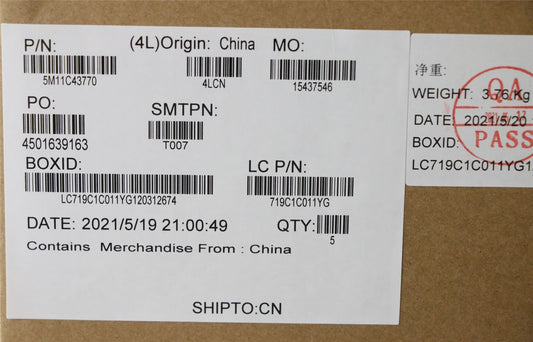 P/N:
(4L)Origin: China
MO:
5M11C43770
4LCN
15437546
PO:
SMTPN:
4501639163
T007
BOXID:
LC P/N:
LC719C1C011YG120312674
719C1C011YG
DATE: 2021/5/19 21:00:49
QTY:
5
Contains Merchandise From : China
SHIPTO:CN
净重:
WEIGHT: 3.76/Kg
DATE: 2021/5/20
BOXID:
LC719C1C011YG12
QA
PASS